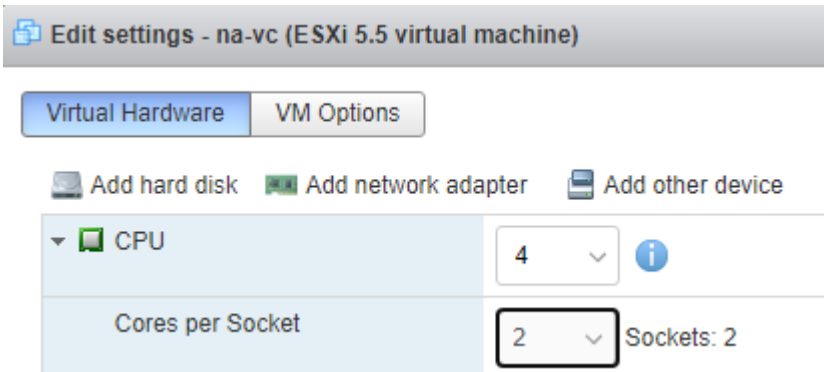 Edit settings - na-vc (ESXi 5.5 virtual machine)
Virtual Hardware VM Options
Add hard disk Add network adapter Add other device
CPU 4
Cores per Socket 2 Sockets: 2